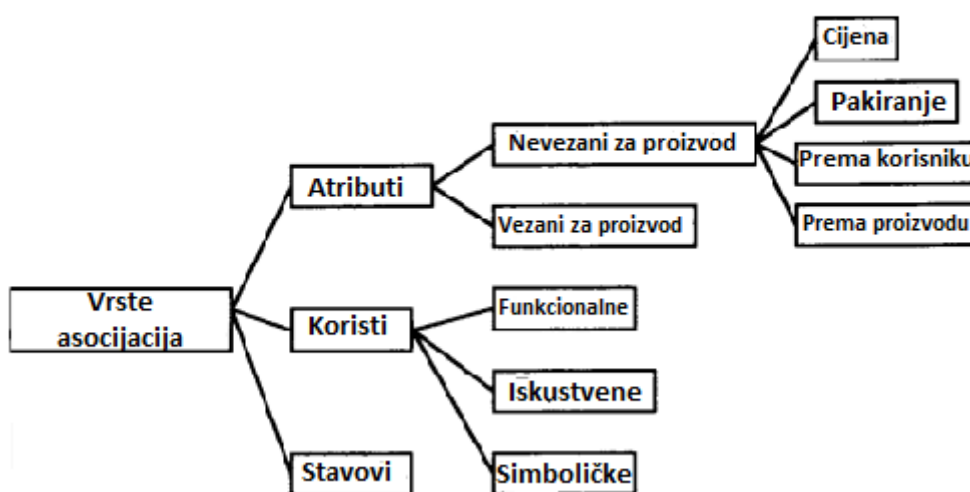 Cijena
Pakiranje
Nevezani za proizvod
Prema korisniku
Atributi
Vezani za proizvod
Prema proizvodu
Vrste
asocijacija
Koristi
Funkcionalne
Iskustvene
Stavovi
Simboličke